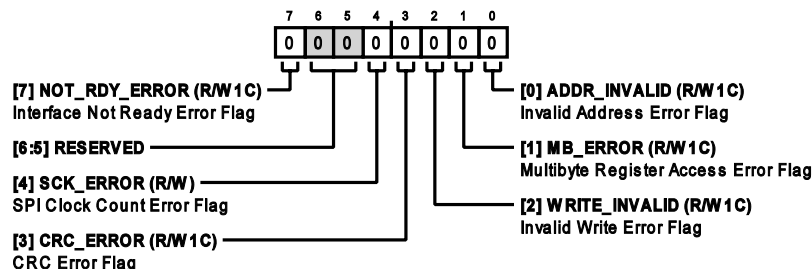 7 6 5 4 3 2 1 0
0 0 0 0 0 0 0 0
[7] NOT_RDY_ERROR (R/W1C)
Interface Not Ready Error Flag
[6:5] RESERVED
[4] SCK_ERROR (R/W)
SPI Clock Count Error Flag
[3] CRC_ERROR (R/W1C)
CRC Error Flag
[0] ADDR_INVALID (R/W1C)
Invalid Address Error Flag
[1] MB_ERROR (R/W1C)
Multibyte Register Access Error Flag
[2] WRITE_INVALID (R/W1C)
Invalid Write Error Flag